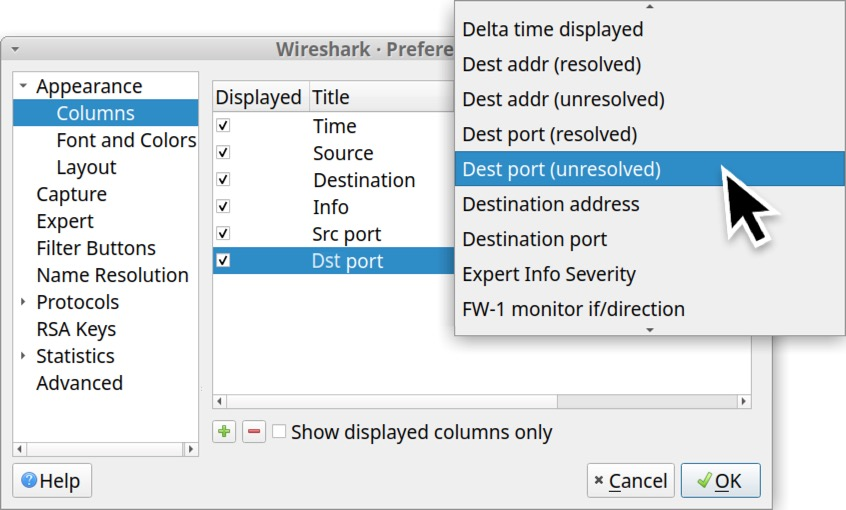 Wireshark · Prefere
Appearance
Columns
Font and Colors
Layout
Capture
Expert
Filter Buttons
Name Resolution
Protocols
RSA Keys
Statistics
Advanced
Displayed Title
Time
Source
Destination
Info
Src port
Dst port
Delta time displayed
Dest addr (resolved)
Dest addr (unresolved)
Dest port (resolved)
Dest port (unresolved)
Destination address
Destination port
Expert Info Severity
FW-1 monitor if/direction
Show displayed columns only
Help
Cancel
OK